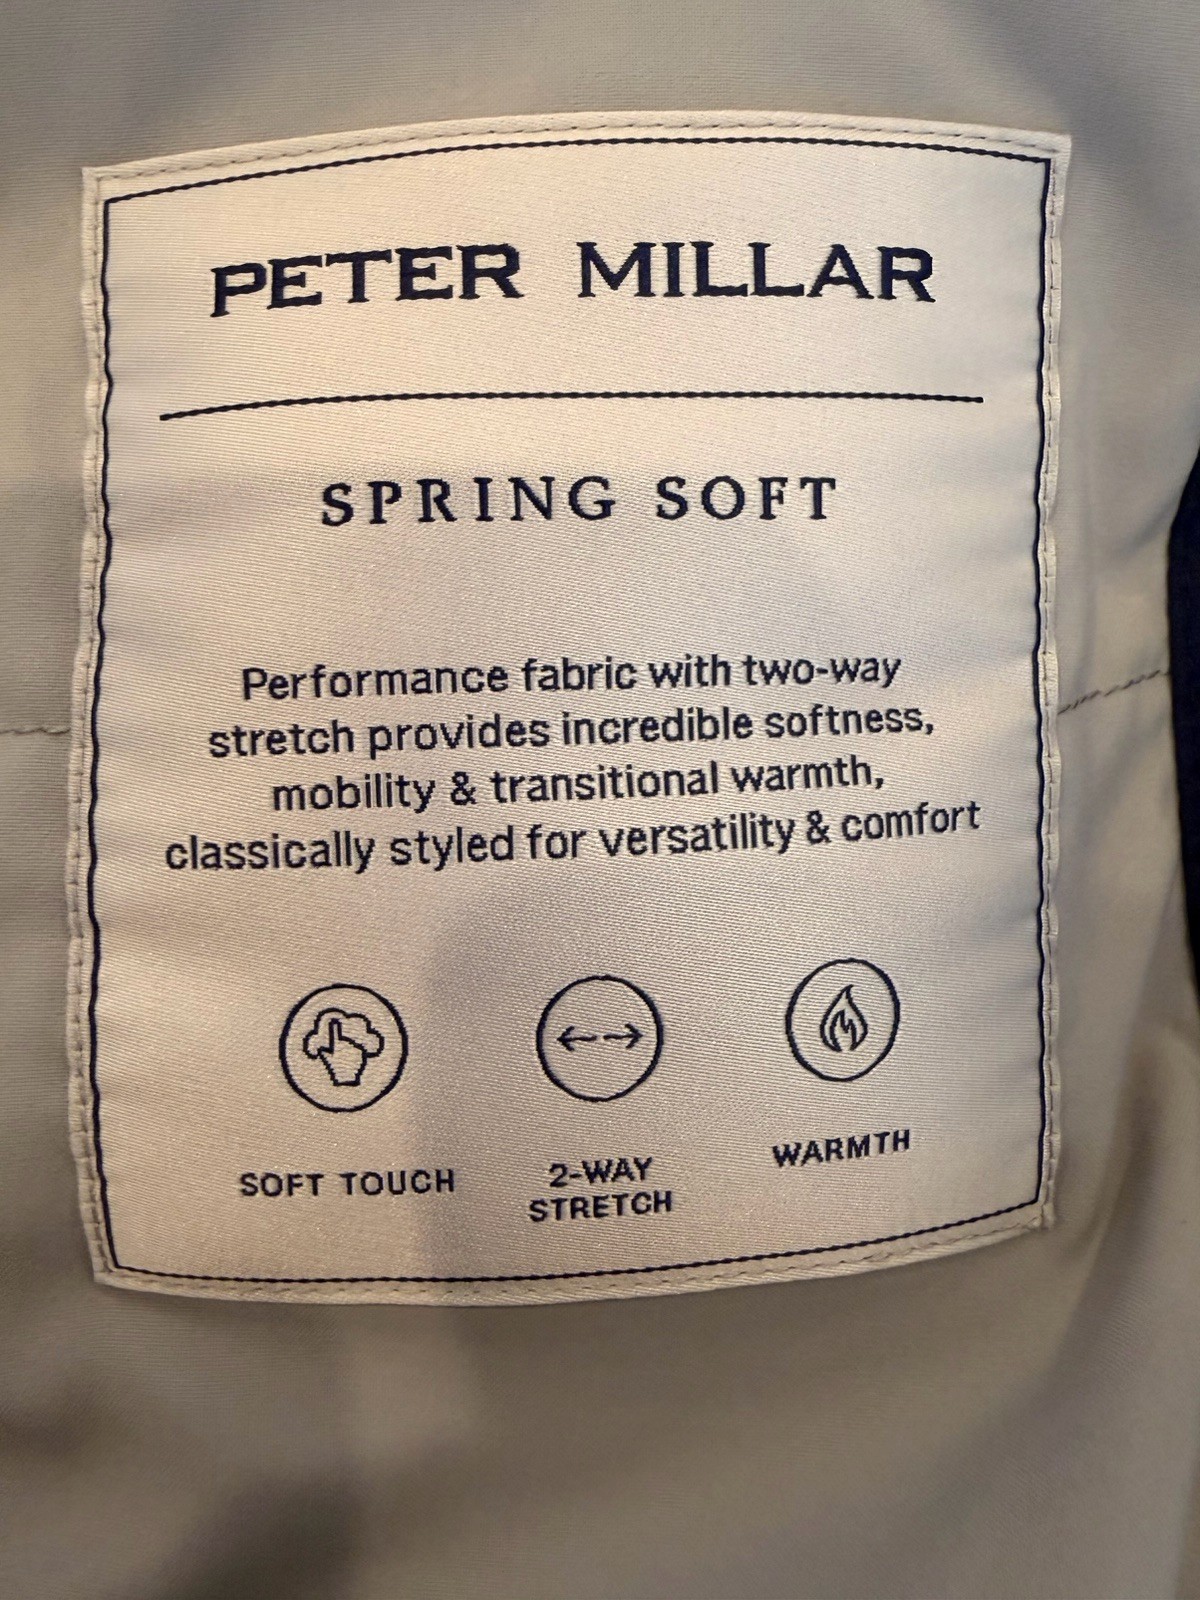 PETER MILLAR
SPRING SOFT
Performance fabric with two-way
stretch provides incredible softness,
mobility & transitional warmth,
classically styled for versatility & comfort
SOFT TOUCH
2-WAY
STRETCH
WARMTH